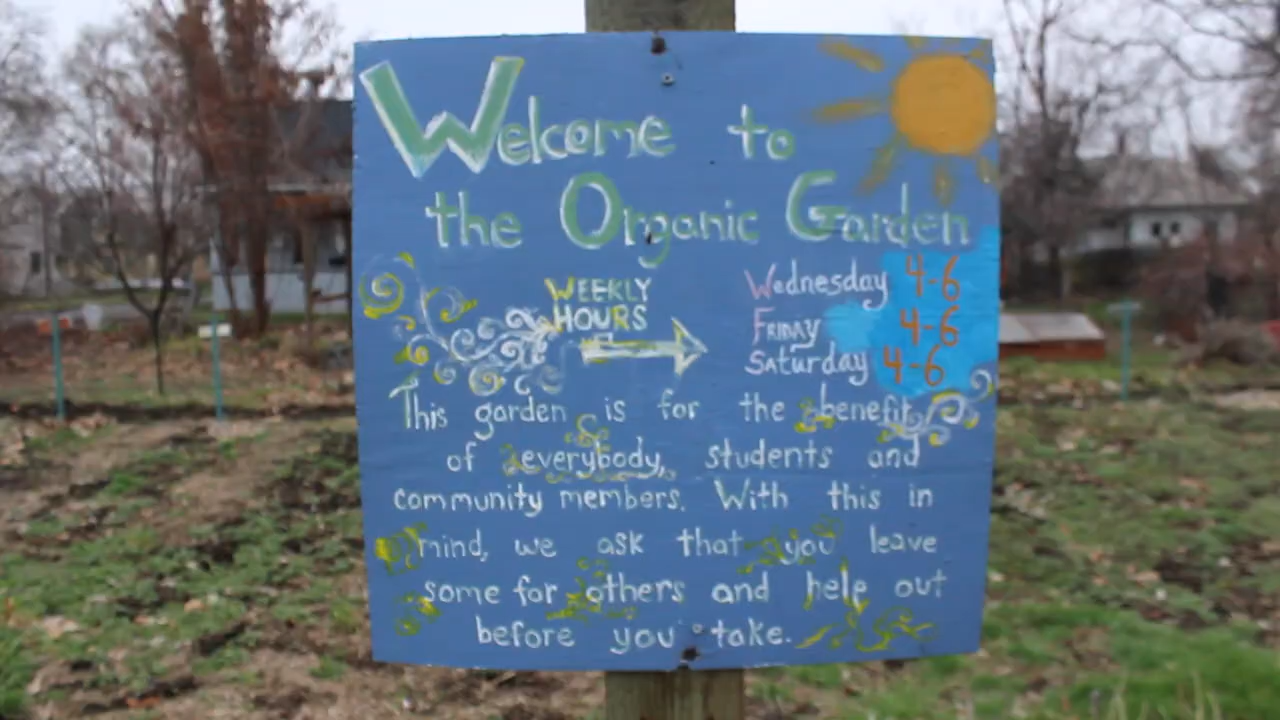 Welcome to
the Organic Garden
WEEKLY
HOURS
Wednesday 4-6
FRIDAY 4-6
Saturday 4-6
This garden is for the benefit
of everybody, students and
community members. With this in
mind, we ask that you leave
some for others and help out
before you take.